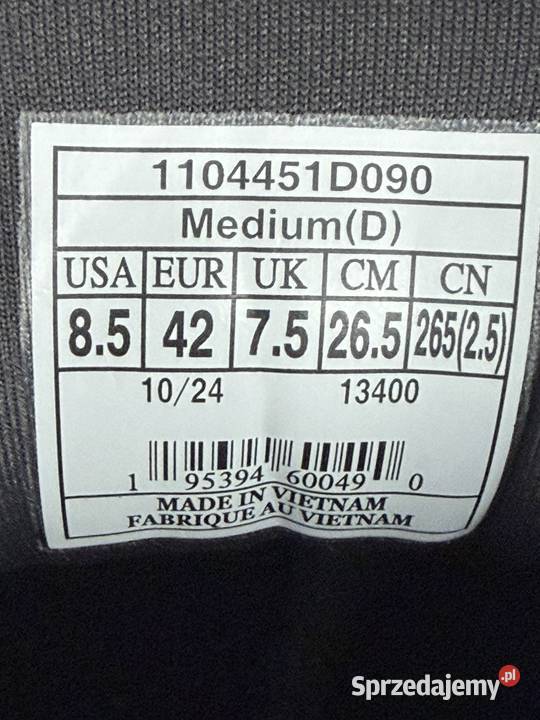 1104451D090
Medium(D)
USA EUR UK CM CN
8.5 42 7.5 26.5 265(2.5)
10/24 13400
1 95394 60049 0
MADE IN VIETNAM
FABRIQUE AU VIETNAM
Sprzedajemy.pl